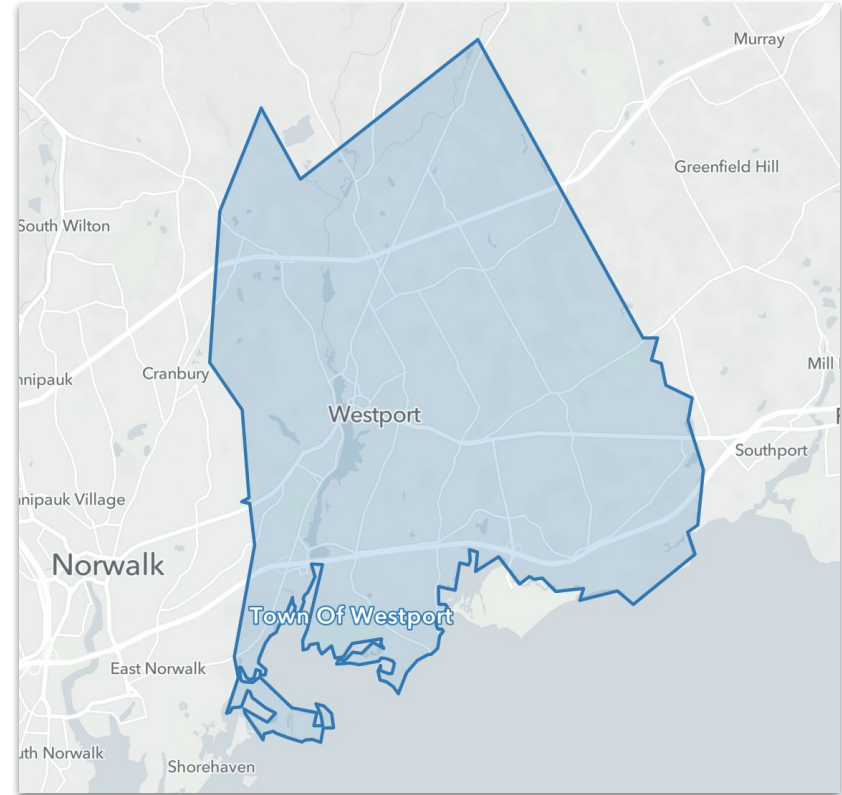 Murray
Greenfield Hill
South Wilton
Cranbury
nnipauk
Mill
Westport
Southport
nnipauk Village
Norwalk
Town Of Westport
East Norwalk
uth Norwalk
Shorehaven